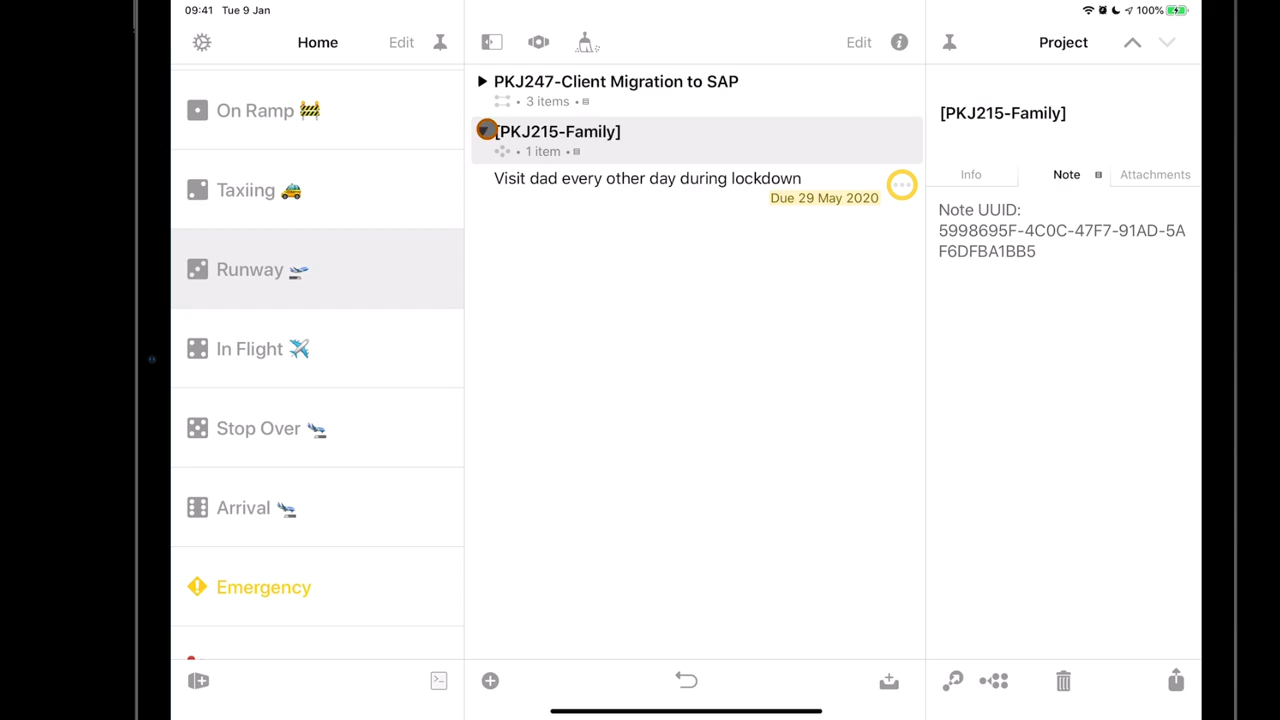 09:41 Tue 9 Jan
100%
Home
Edit
Edit
Project
On Ramp
Taxiing
Runway
In Flight
Stop Over
Arrival
Emergency
PKJ247-Client Migration to SAP
• 3 items •
[PKJ215-Family]
• 1 item •
Visit dad every other day during lockdown
Due 29 May 2020
[PKJ215-Family]
Info
Note
Attachments
Note UUID:
5998695F-4C0C-47F7-91AD-5A
F6DFBA1BB5